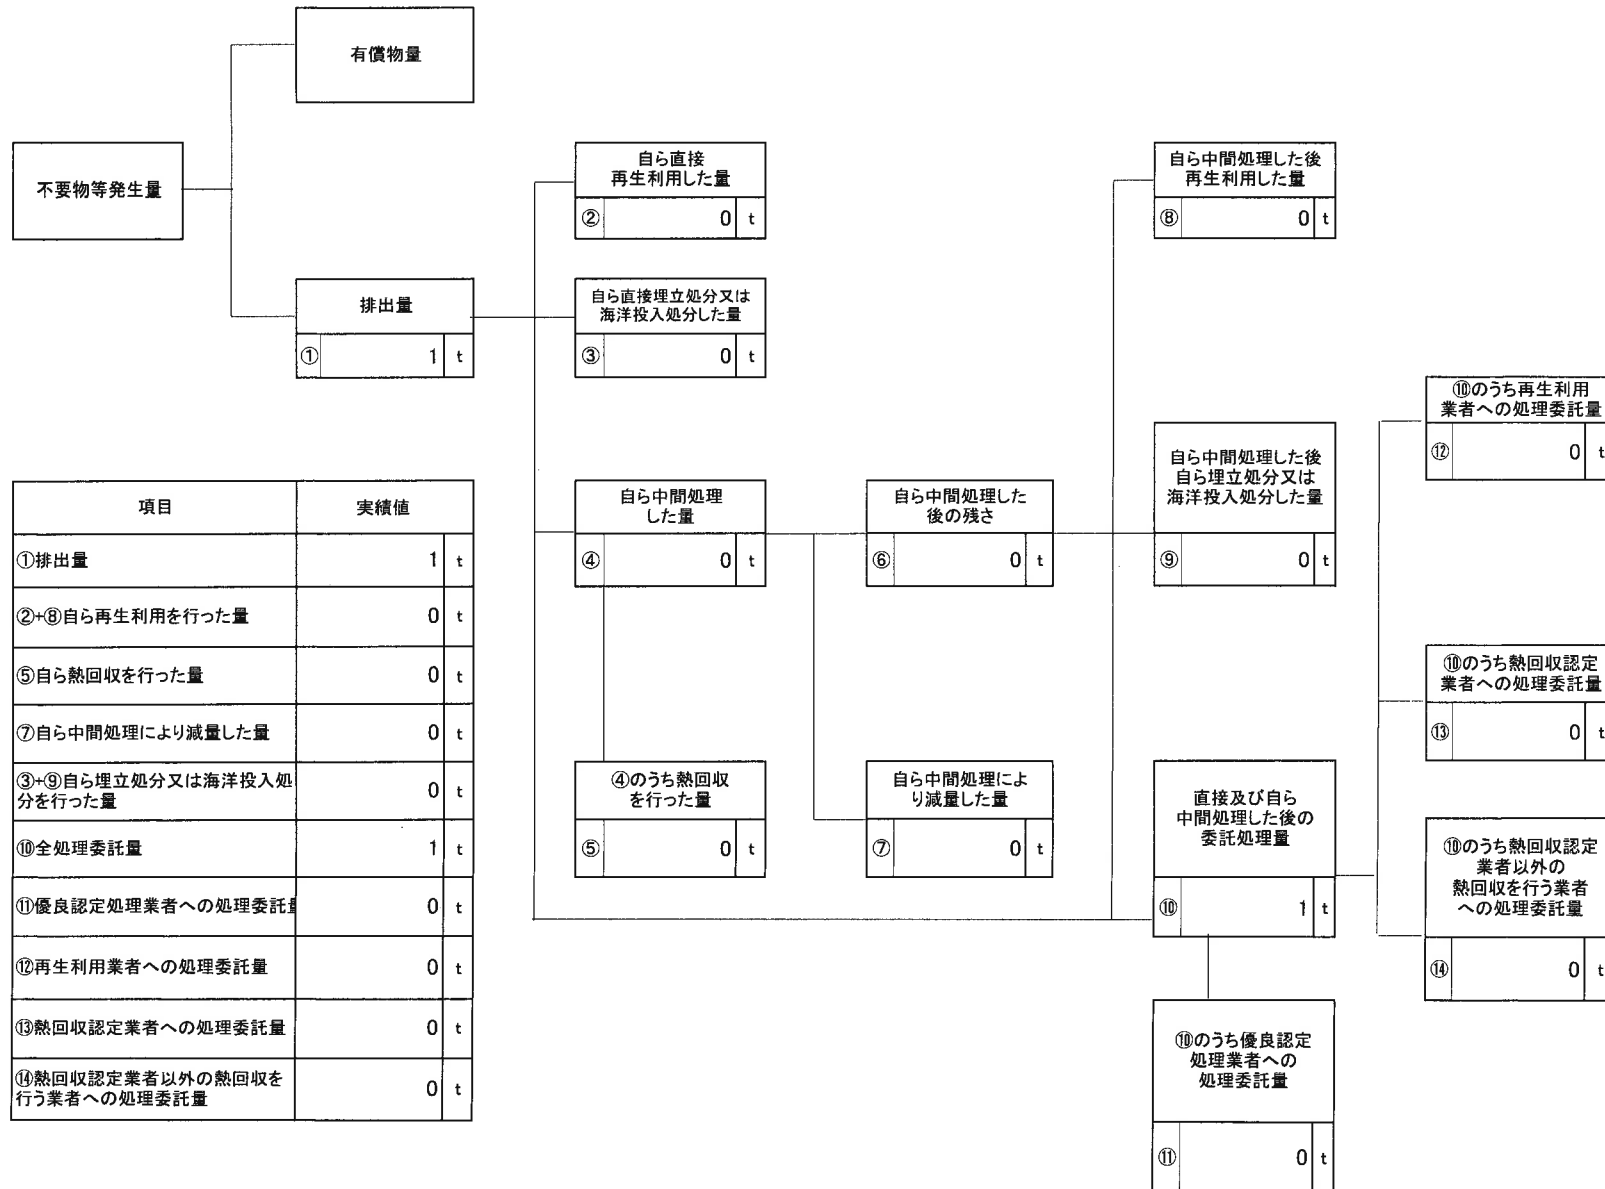 有償物量
不要物等発生量
排出量
① 1 t
自ら直接
再生利用した量
② 0 t
自ら直接埋立処分又は
海洋投入処分した量
③ 0 t
自ら中間処理
した量
④ 0 t
④のうち熱回収
を行った量
⑤ 0 t
自ら中間処理した
後の残さ
⑥ 0 t
自ら中間処理によ
り減量した量
⑦ 0 t
自ら中間処理した後
再生利用した量
⑧ 0 t
自ら中間処理した後
自ら埋立処分又は
海洋投入処分した量
⑨ 0 t
直接及び自ら
中間処理した後の
委託処理量
⑩ 1 t
⑩のうち優良認定
処理業者への
処理委託量
⑪ 0 t
⑩のうち再生利用
業者への処理委託量
⑫ 0 t
⑩のうち熱回収認定
業者への処理委託量
⑬ 0 t
⑩のうち熱回収認定
業者以外の
熱回収を行う業者
への処理委託量
⑭ 0 t
項目 実績値
①排出量 1 t
②+⑧自ら再生利用を行った量 0 t
⑤自ら熱回収を行った量 0 t
⑦自ら中間処理により減量した量 0 t
③+⑨自ら埋立処分又は海洋投入処
分を行った量 0 t
⑩全処理委託量 1 t
⑪優良認定処理業者への処理委託量 0 t
⑫再生利用業者への処理委託量 0 t
⑬熱回収認定業者への処理委託量 0 t
⑭熱回収認定業者以外の熱回収を
行う業者への処理委託量 0 t